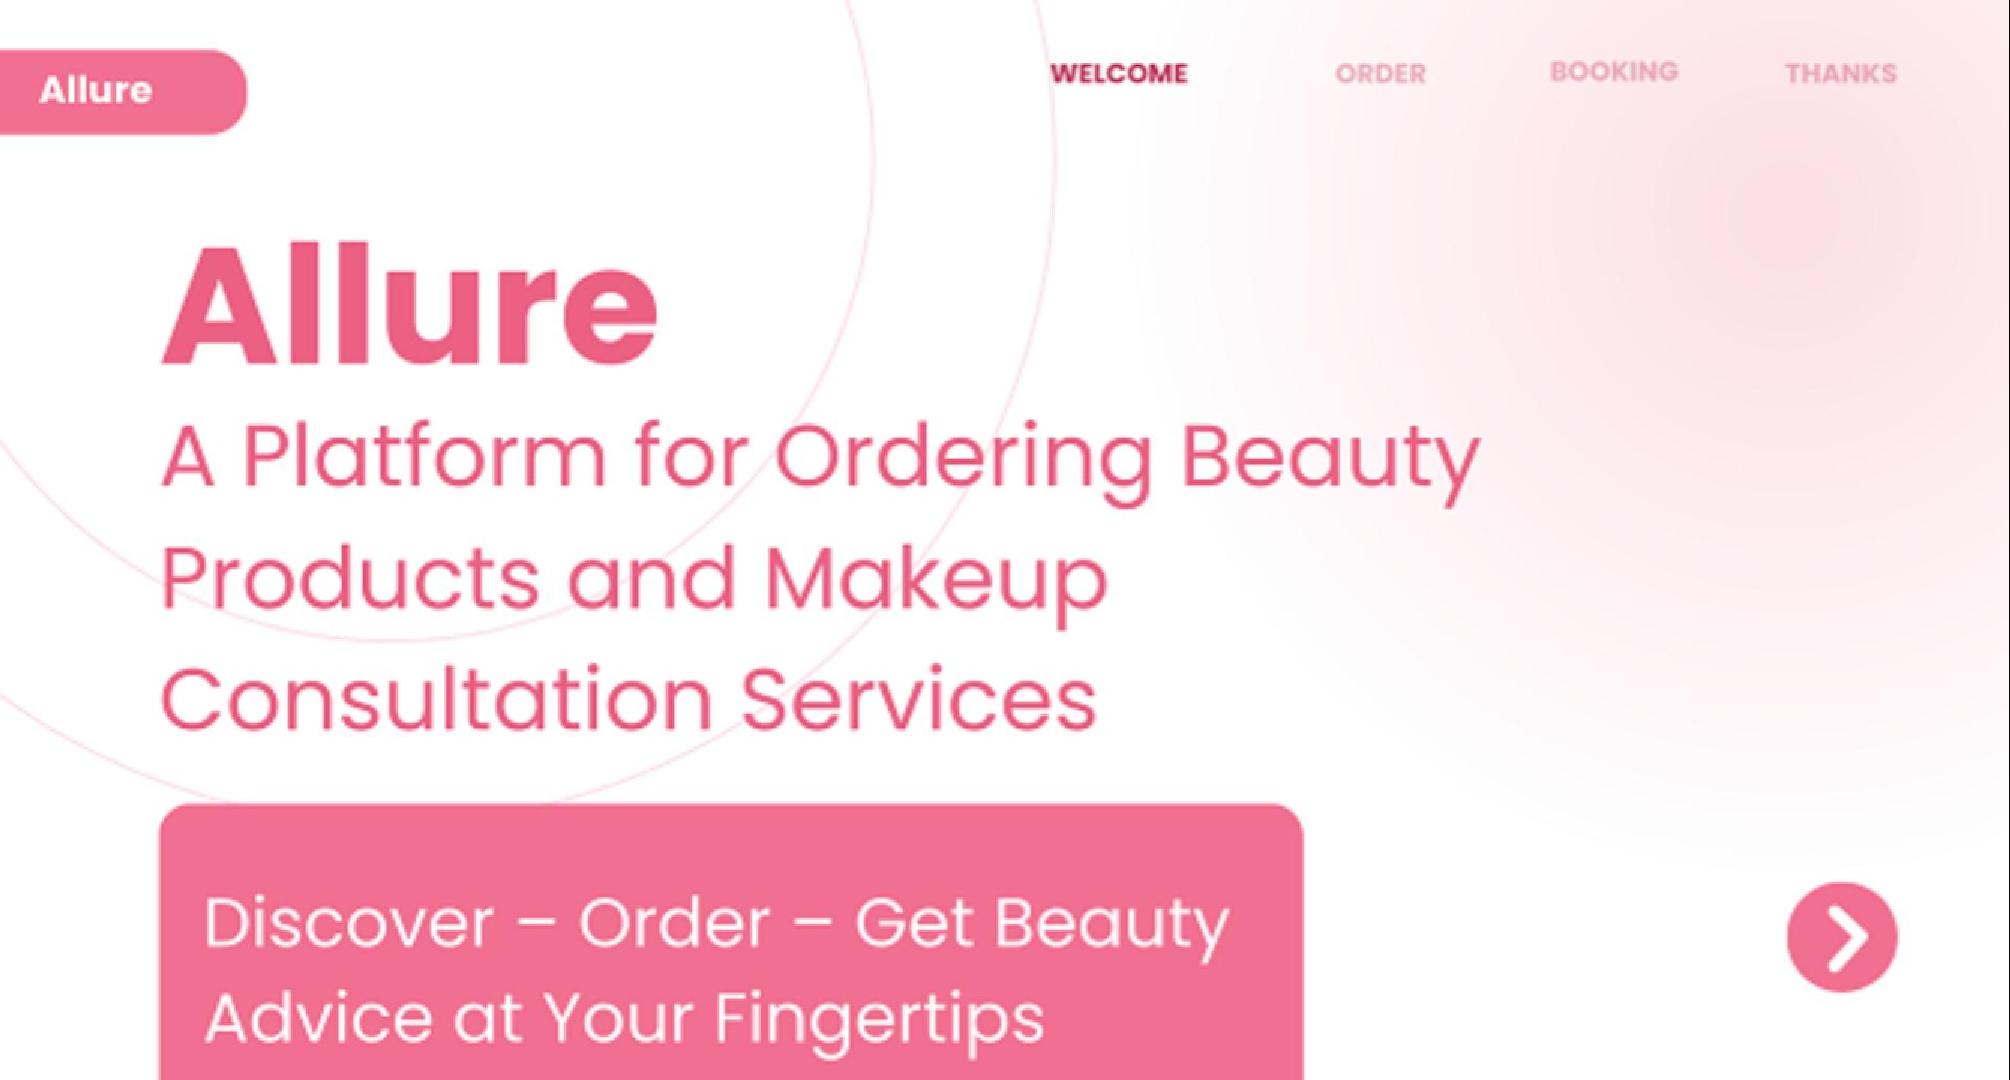 Allure
WELCOME ORDER BOOKING THANKS
Allure
A Platform for Ordering Beauty
Products and Makeup
Consultation Services
Discover – Order – Get Beauty
Advice at Your Fingertips